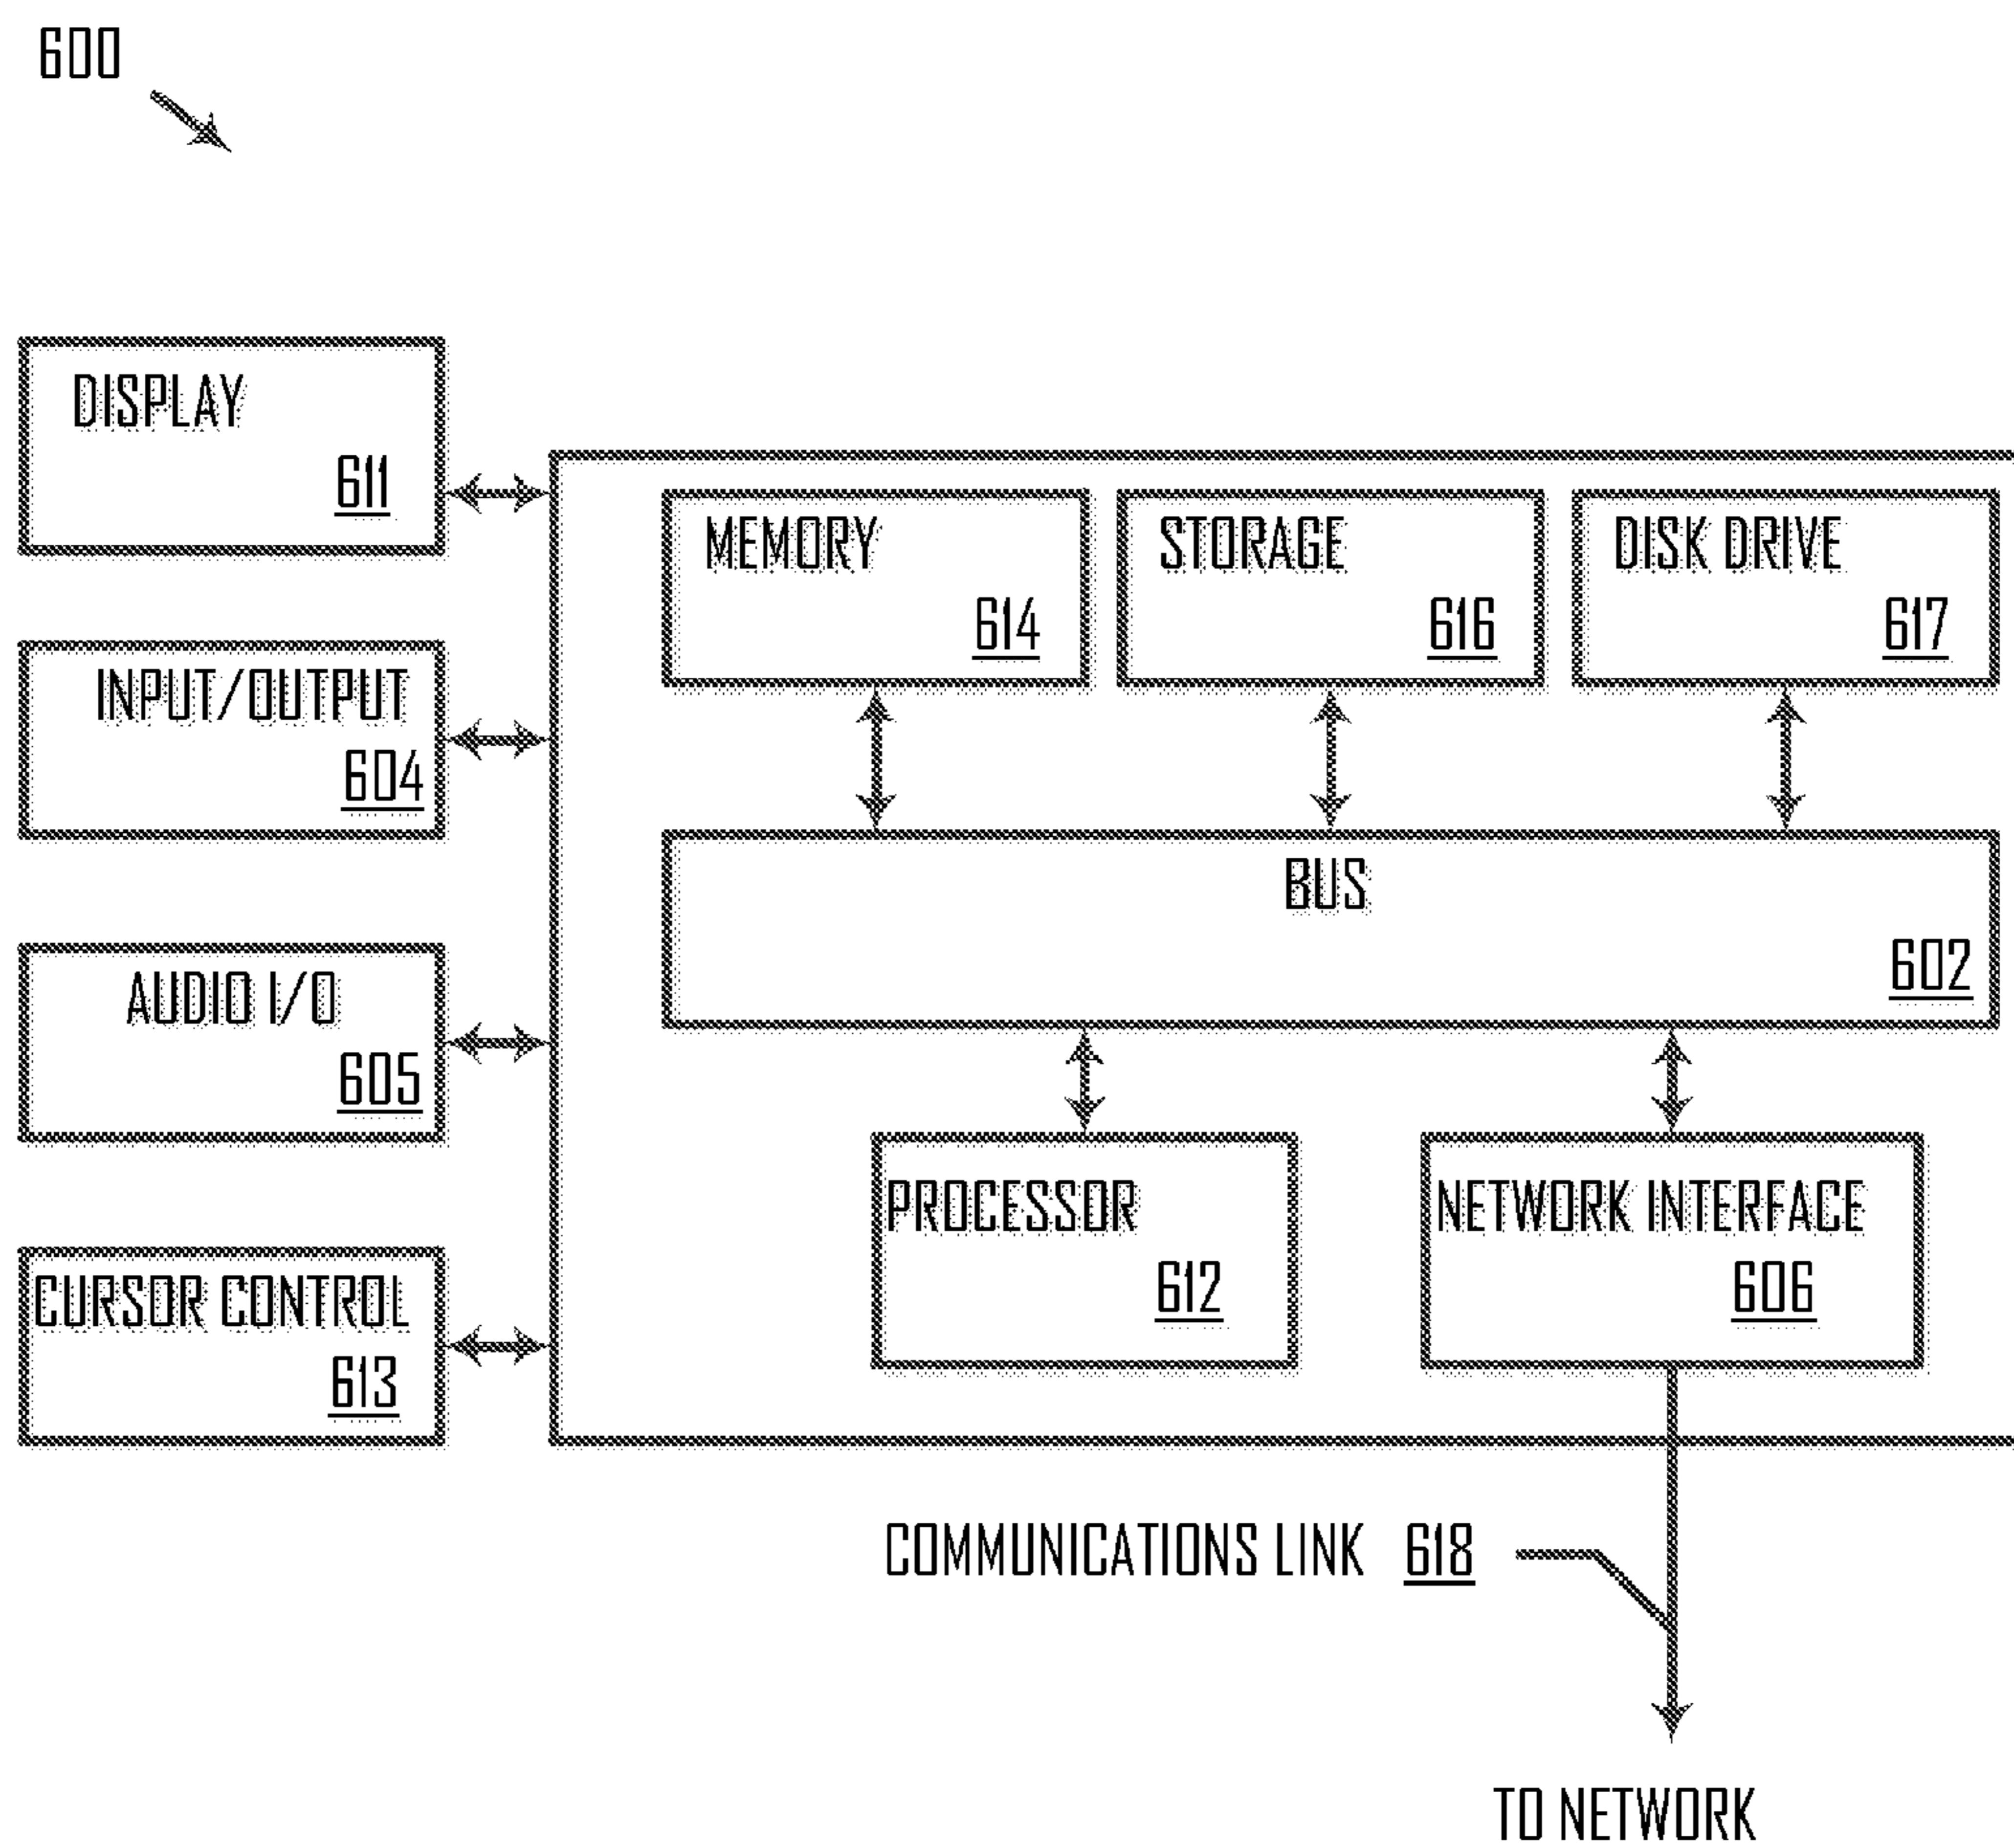 600
DISPLAY
611
INPUT/OUTPUT
604
AUDIO I/O
605
CURSOR CONTROL
613
MEMORY
614
STORAGE
616
DISK DRIVE
617
BUS
602
PROCESSOR
612
NETWORK INTERFACE
606
COMMUNICATIONS LINK 618
TO NETWORK